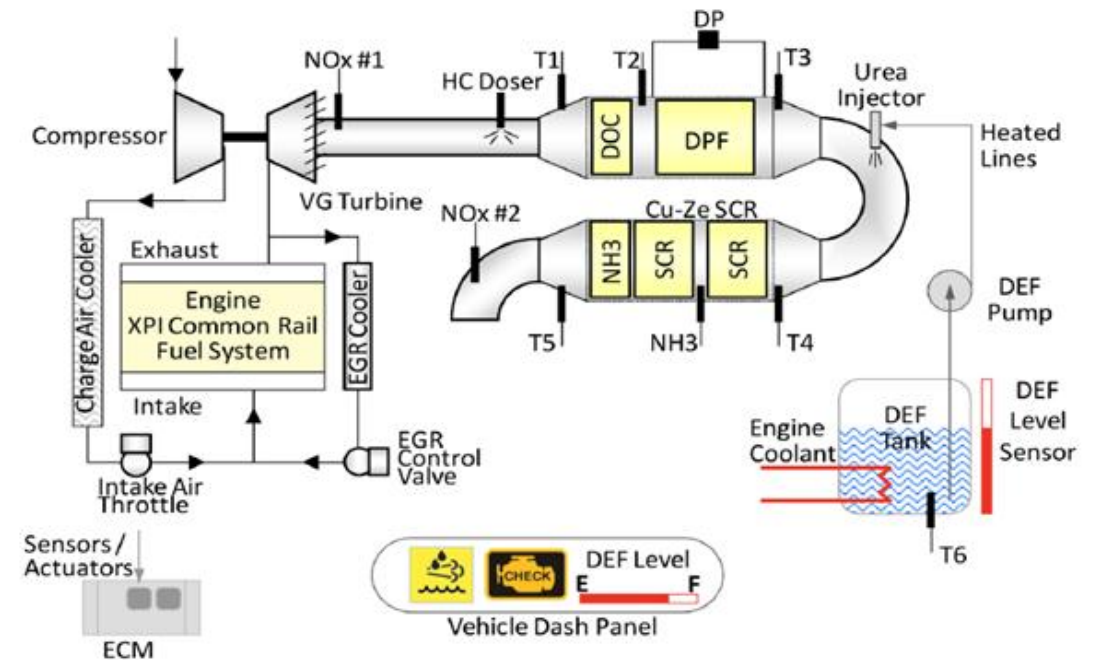 DP
NOx #1
T1
T2
T3
HC Doser
Urea
Injector
Compressor
DOC
DPF
Heated
Lines
VG Turbine
NOx #2
Cu-Ze SCR
Exhaust
Charge Air Cooler
Engine
XPI Common Rail
Fuel System
EGR Cooler
NH3
SCR
SCR
DEF
Pump
T5
NH3
T4
Intake
DEF
Level
Sensor
DEF
Tank
Engine
Coolant
EGR
Control
Valve
Intake Air
Throttle
Sensors /
Actuators
T6
CHECK
DEF Level
E F
Vehicle Dash Panel
ECM